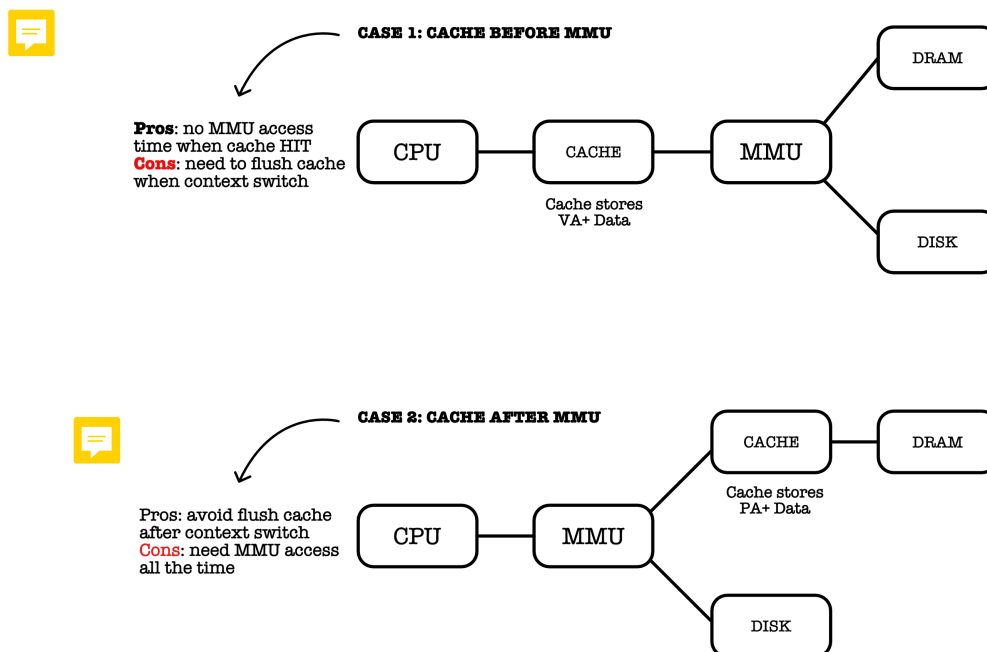 CASE 1: CACHE BEFORE MMU
Pros: no MMU access
time when cache HIT
Cons: need to flush cache
when context switch
CPU
CACHE
MMU
DRAM
DISK
Cache stores
VA+ Data
CASE 2: CACHE AFTER MMU
Pros: avoid flush cache
after context switch
Cons: need MMU access
all the time
CPU
MMU
CACHE
DRAM
Cache stores
PA+ Data
DISK